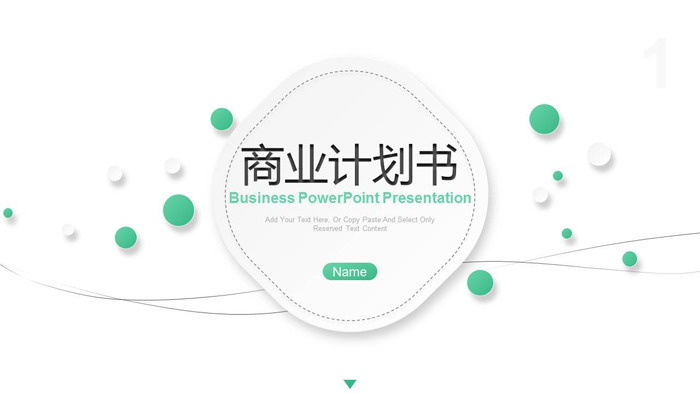 1
商业计划书
Business PowerPoint Presentation
Add Your Text Here, Or Copy Paste And Select Only
Reserved Text Content
Name